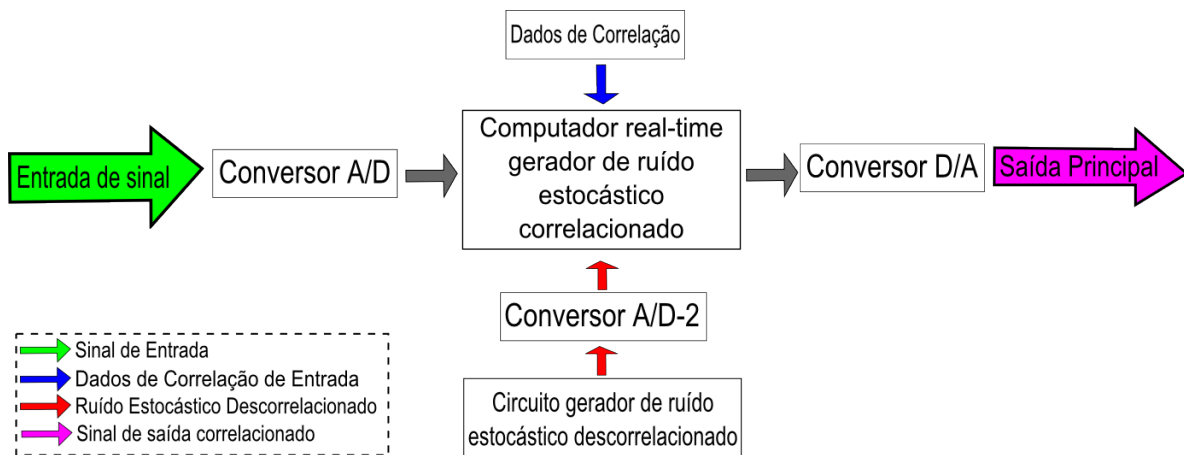 Dados de Correlação
Entrada de sinal
Conversor A/D
Computador real-time
gerador de ruído
estocástico
correlacionado
Conversor D/A
Saída Principal
Conversor A/D-2
Circuito gerador de ruído
estocástico descorrelacionado
Sinal de Entrada
Dados de Correlação de Entrada
Ruído Estocástico Descorrelacionado
Sinal de saída correlacionado